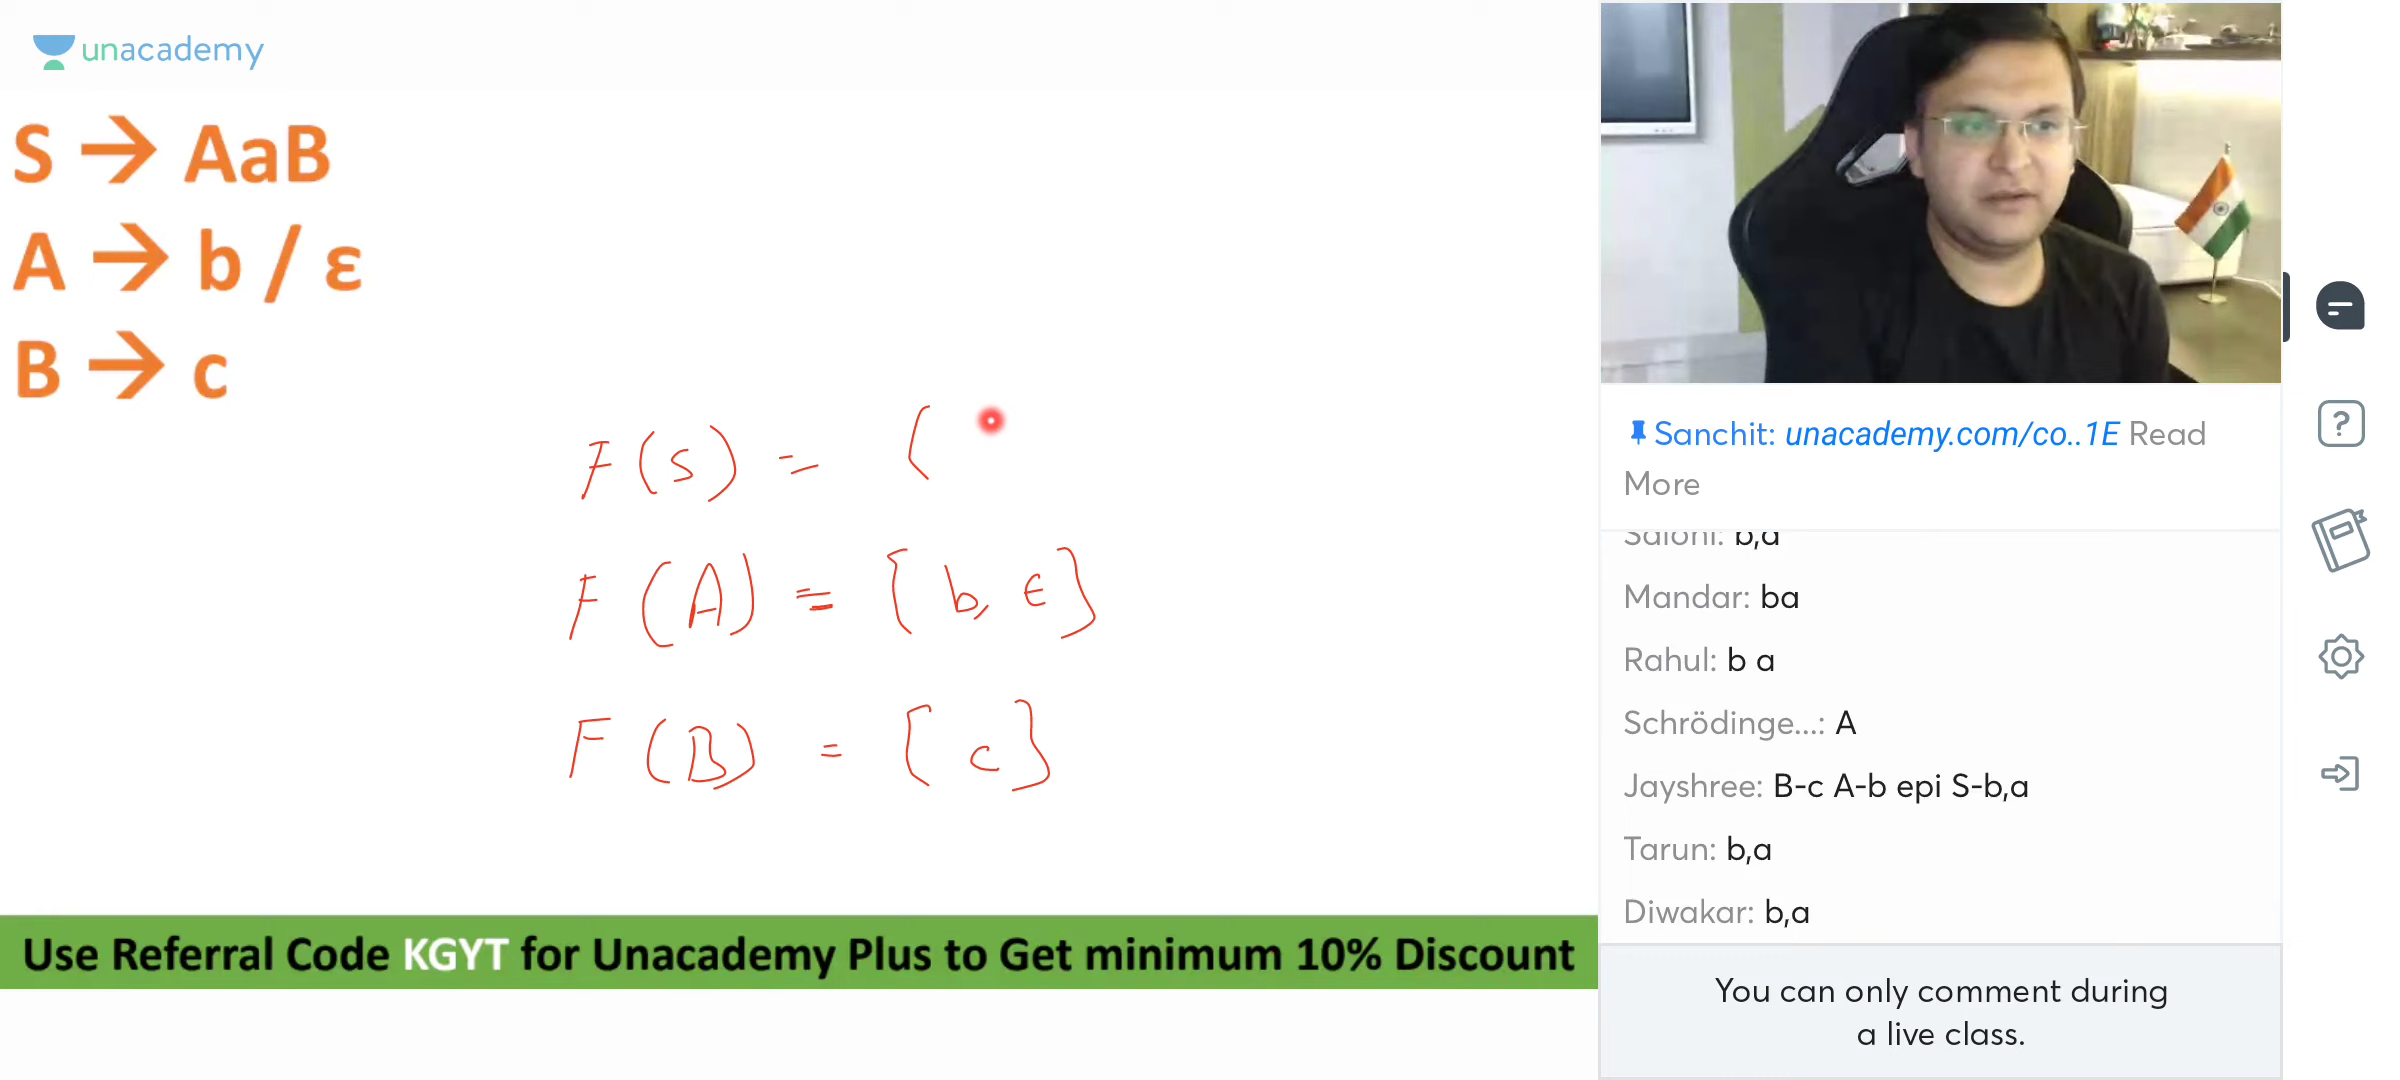 unacademy
S → AaB
A → b / ε
B → c
F(s) = (
F(A) = {b, ε}
F(B) = {c}
Use Referral Code KGYT for Unacademy Plus to Get minimum 10% Discount
Sanchit: unacademy.com/co..1E Read
More
Saloni: b,a
Mandar: ba
Rahul: b a
Schrödinge...: A
Jayshree: B-c A-b epi S-b,a
Tarun: b,a
Diwakar: b,a
You can only comment during
a live class.
?